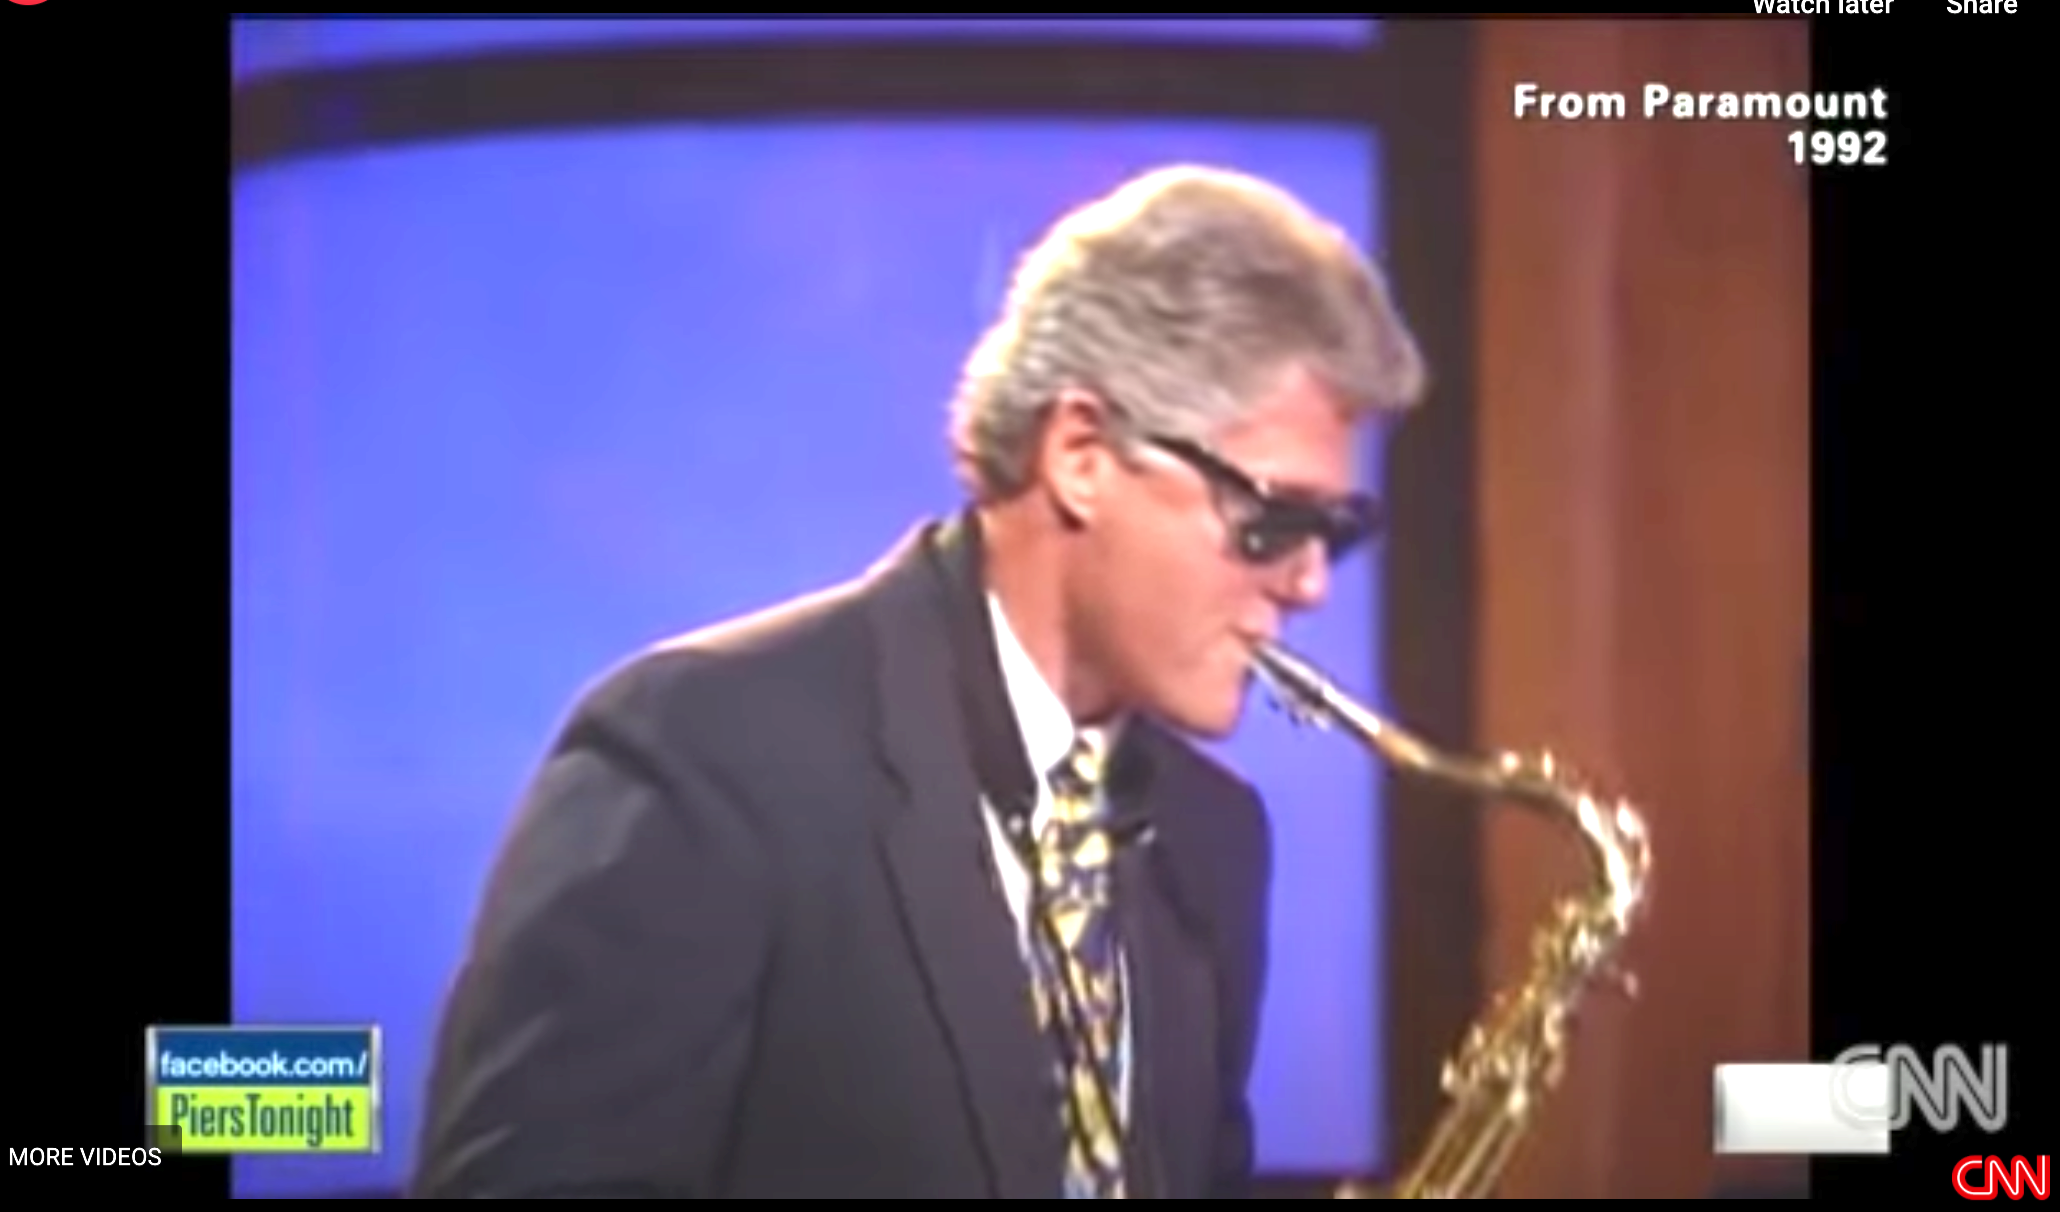 Watch later Share
From Paramount
1992
facebook.com/
PiersTonight
CNN
MORE VIDEOS
CNN